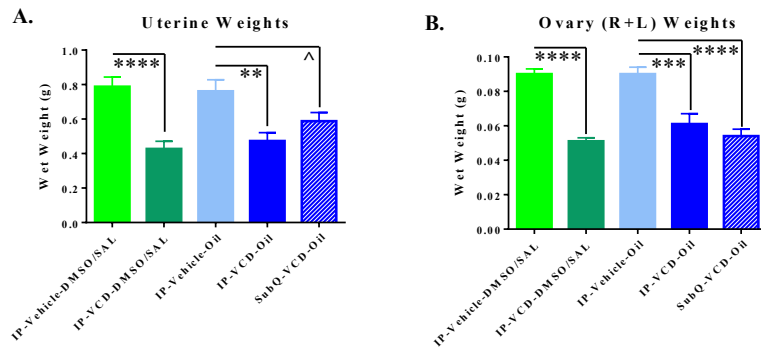 A.
Uterine Weights
Wet Weight (g)
1.0
0.8
0.6
0.4
0.2
0.0
****
**
^
IP-Vehicle-DMSO/SAL
IP-VCD-DMSO/SAL
IP-Vehicle-Oil
IP-VCD-Oil
SubQ-VCD-Oil
B.
Ovary (R+L) Weights
Wet Weight (g)
0.10
0.08
0.06
0.04
0.02
0.00
****
***
****
IP-Vehicle-DMSO/SAL
IP-VCD-DMSO/SAL
IP-Vehicle-Oil
IP-VCD-Oil
SubQ-VCD-Oil